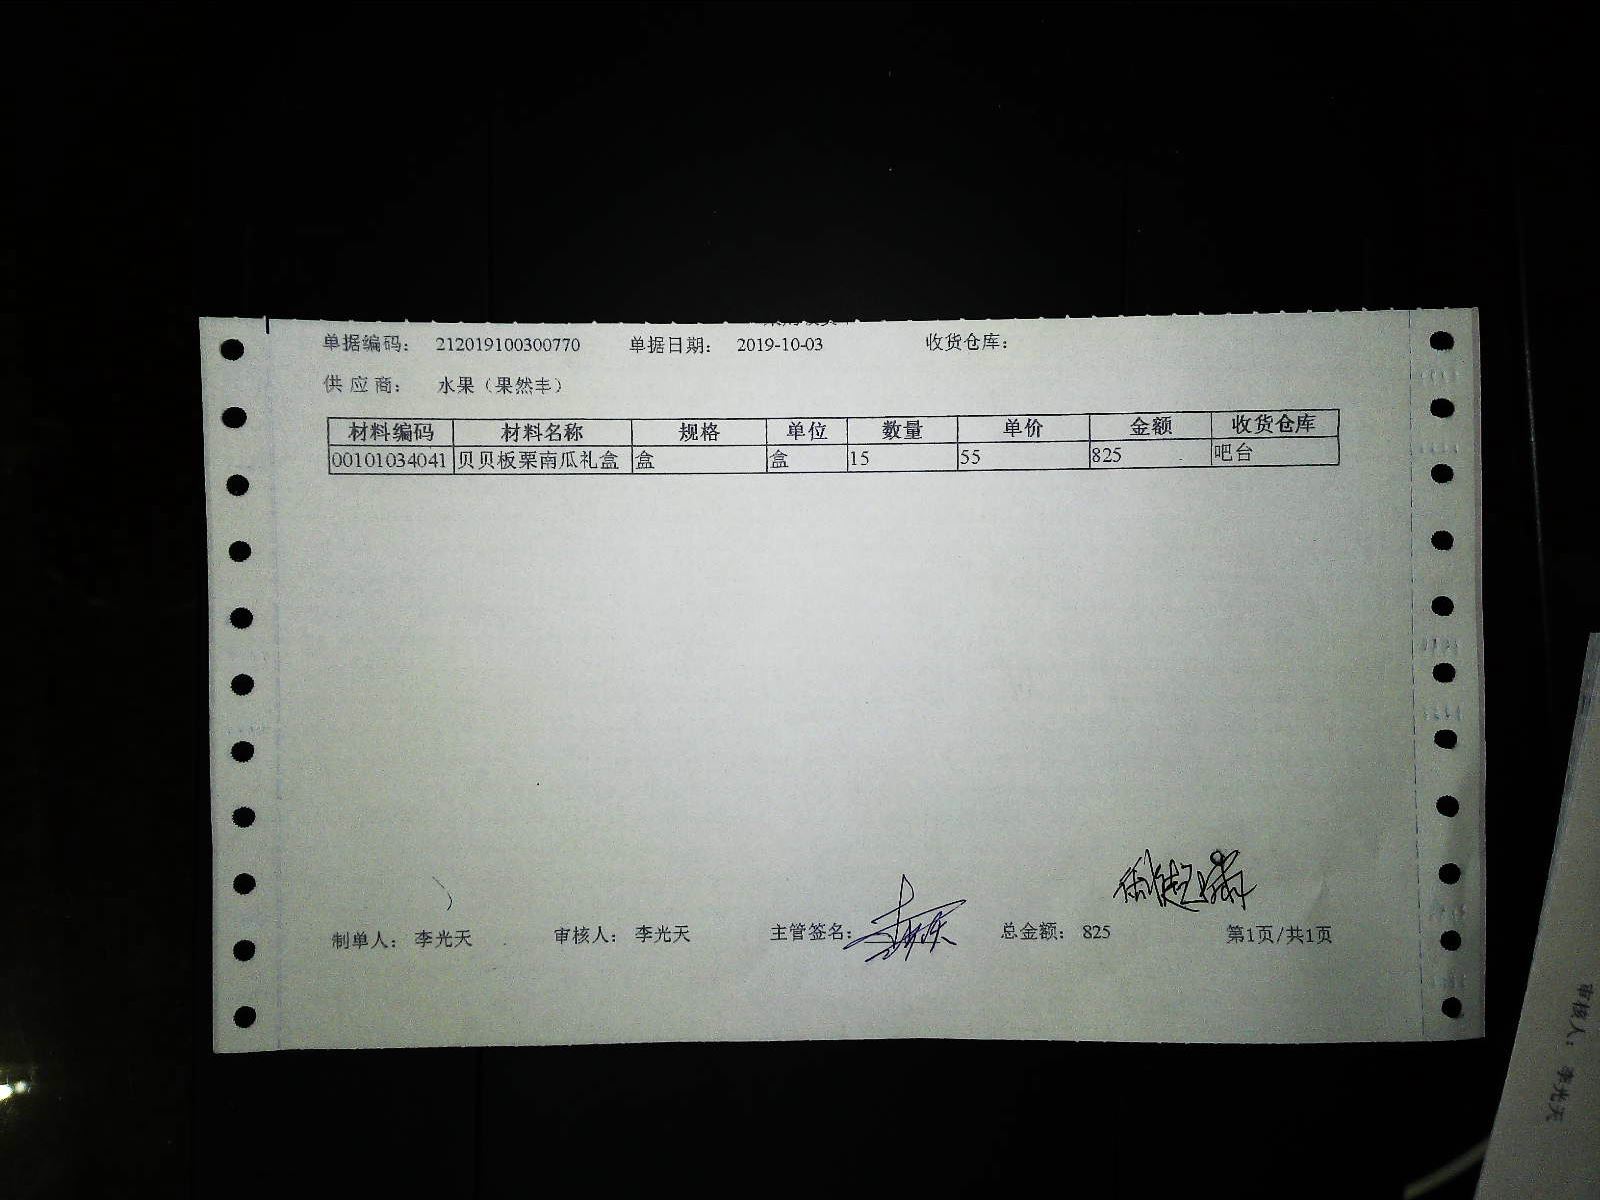 单据编码： 212019100300770 单据日期： 2019-10-03 收货仓库：
供应商： 水果（果然丰）
材料编码 材料名称 规格 单位 数量 单价 金额 收货仓库
00101034041 贝贝板栗南瓜礼盒 盒 盒 15 55 825 吧台
制单人： 李光天 审核人： 李光天 主管签名： 总金额： 825 第1页/共1页
审核人： 李光天